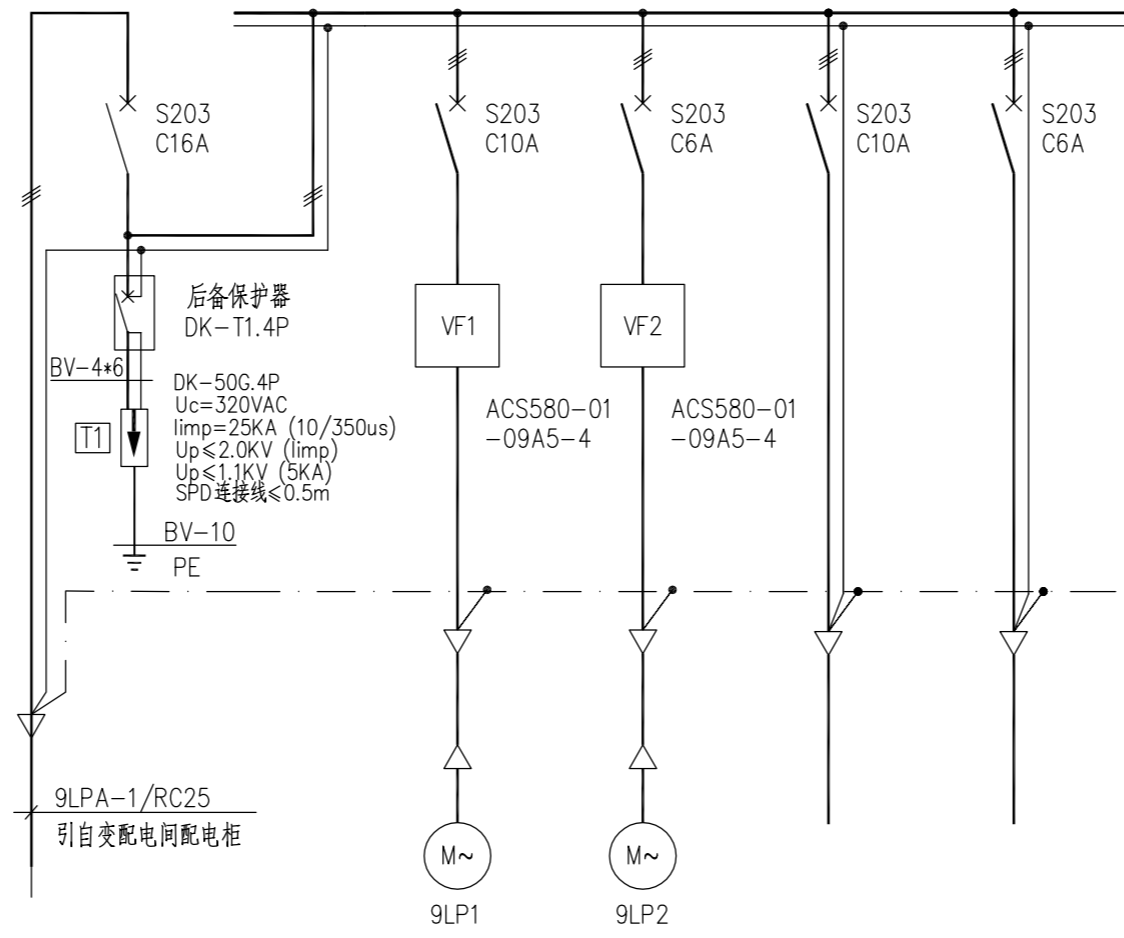 S203
C16A
S203
C10A
S203
C6A
S203
C10A
S203
C6A
后备保护器
DK-T1.4P
BV-4*6
VF1
VF2
DK-50G.4P
Uc=320VAC
Iimp=25KA (10/350us)
Up≤2.0KV (Iimp)
Up≤1.1KV (5KA)
SPD连接线≤0.5m
T1
ACS580-01
-09A5-4
ACS580-01
-09A5-4
BV-10
PE
9LPA-1/RC25
引自变配电间配电柜
M~
M~
9LP1
9LP2